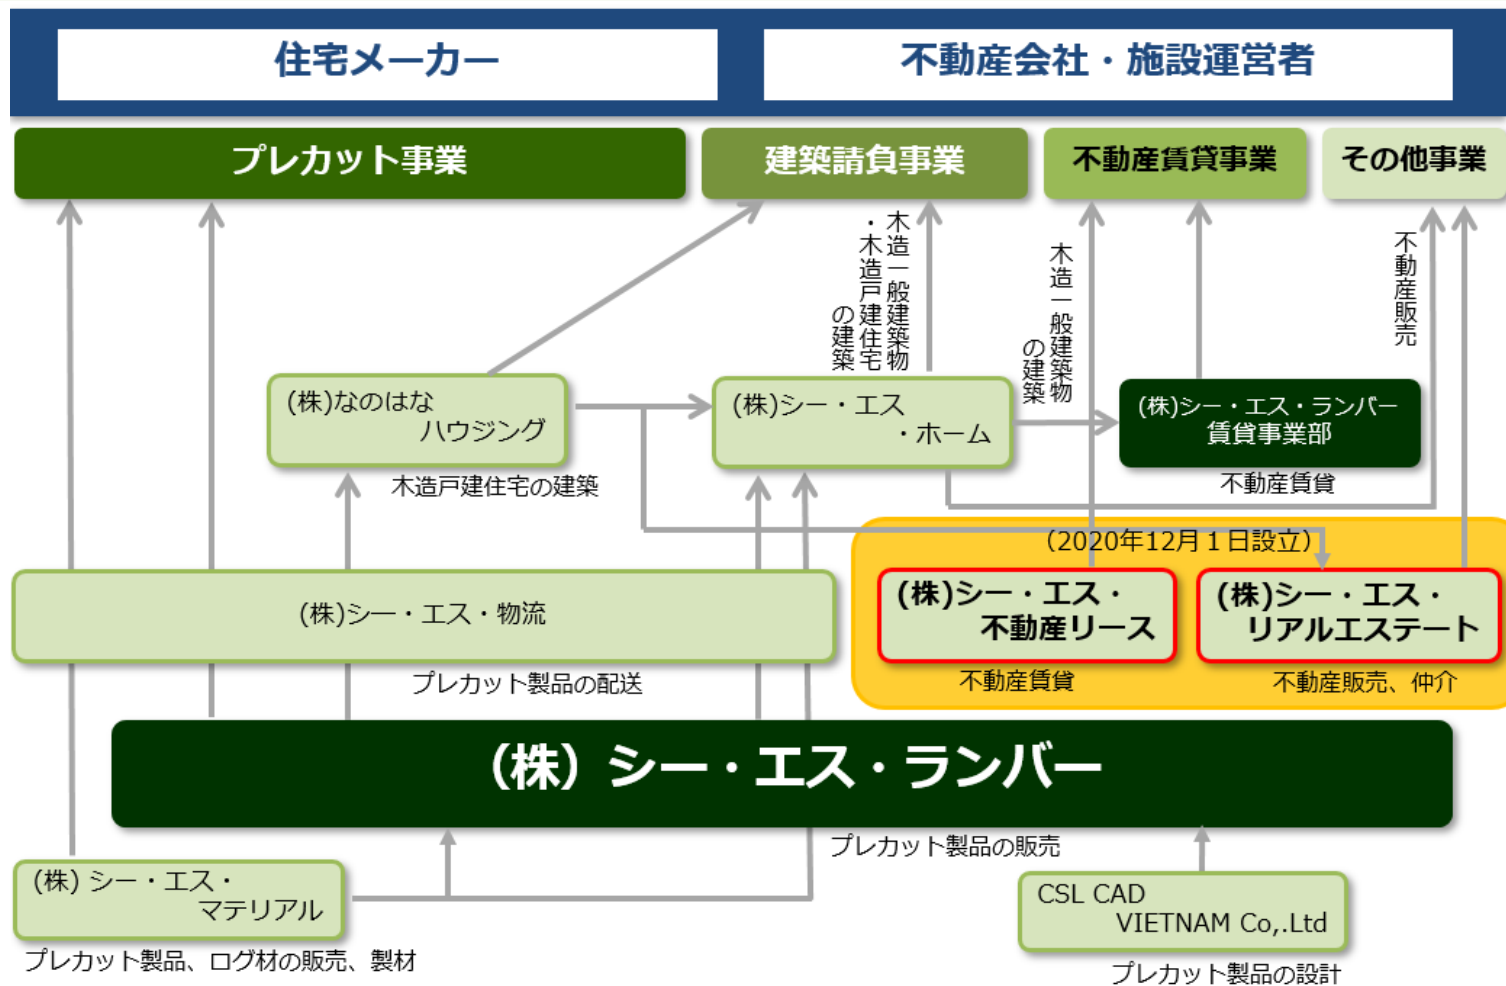 住宅メーカー
不動産会社・施設運営者
プレカット事業
建築請負事業
不動産賃貸事業
その他事業
木造一般建築物
・木造戸建住宅
の建築
木造一般建築物
の建築
不動産販売
(株)なのはな
ハウジング
木造戸建住宅の建築
(株)シー・エス
・ホーム
(株)シー・エス・ランバー
賃貸事業部
不動産賃貸
（2020年12月１日設立）
(株)シー・エス・物流
プレカット製品の配送
(株)シー・エス・
不動産リース
不動産賃貸
(株)シー・エス・
リアルエステート
不動産販売、仲介
（株）シー・エス・ランバー
プレカット製品の販売
(株) シー・エス・
マテリアル
プレカット製品、ログ材の販売、製材
CSL CAD
VIETNAM Co,.Ltd
プレカット製品の設計